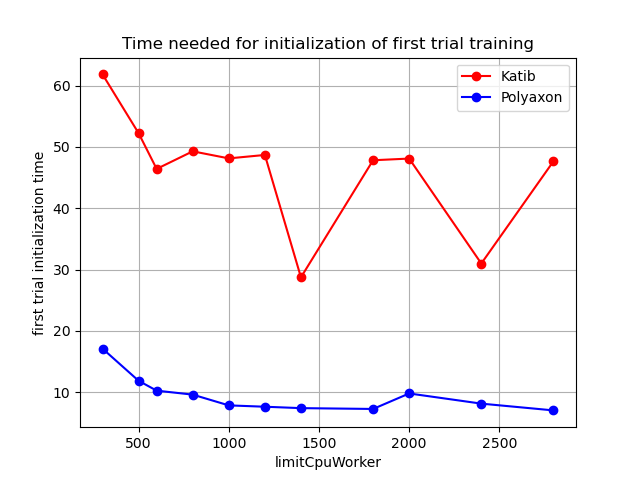 Time needed for initialization of first trial training
Katib
Polyaxon
60
50
40
30
20
10
first trial initialization time
500
1000
1500
2000
2500
limitCpuWorker